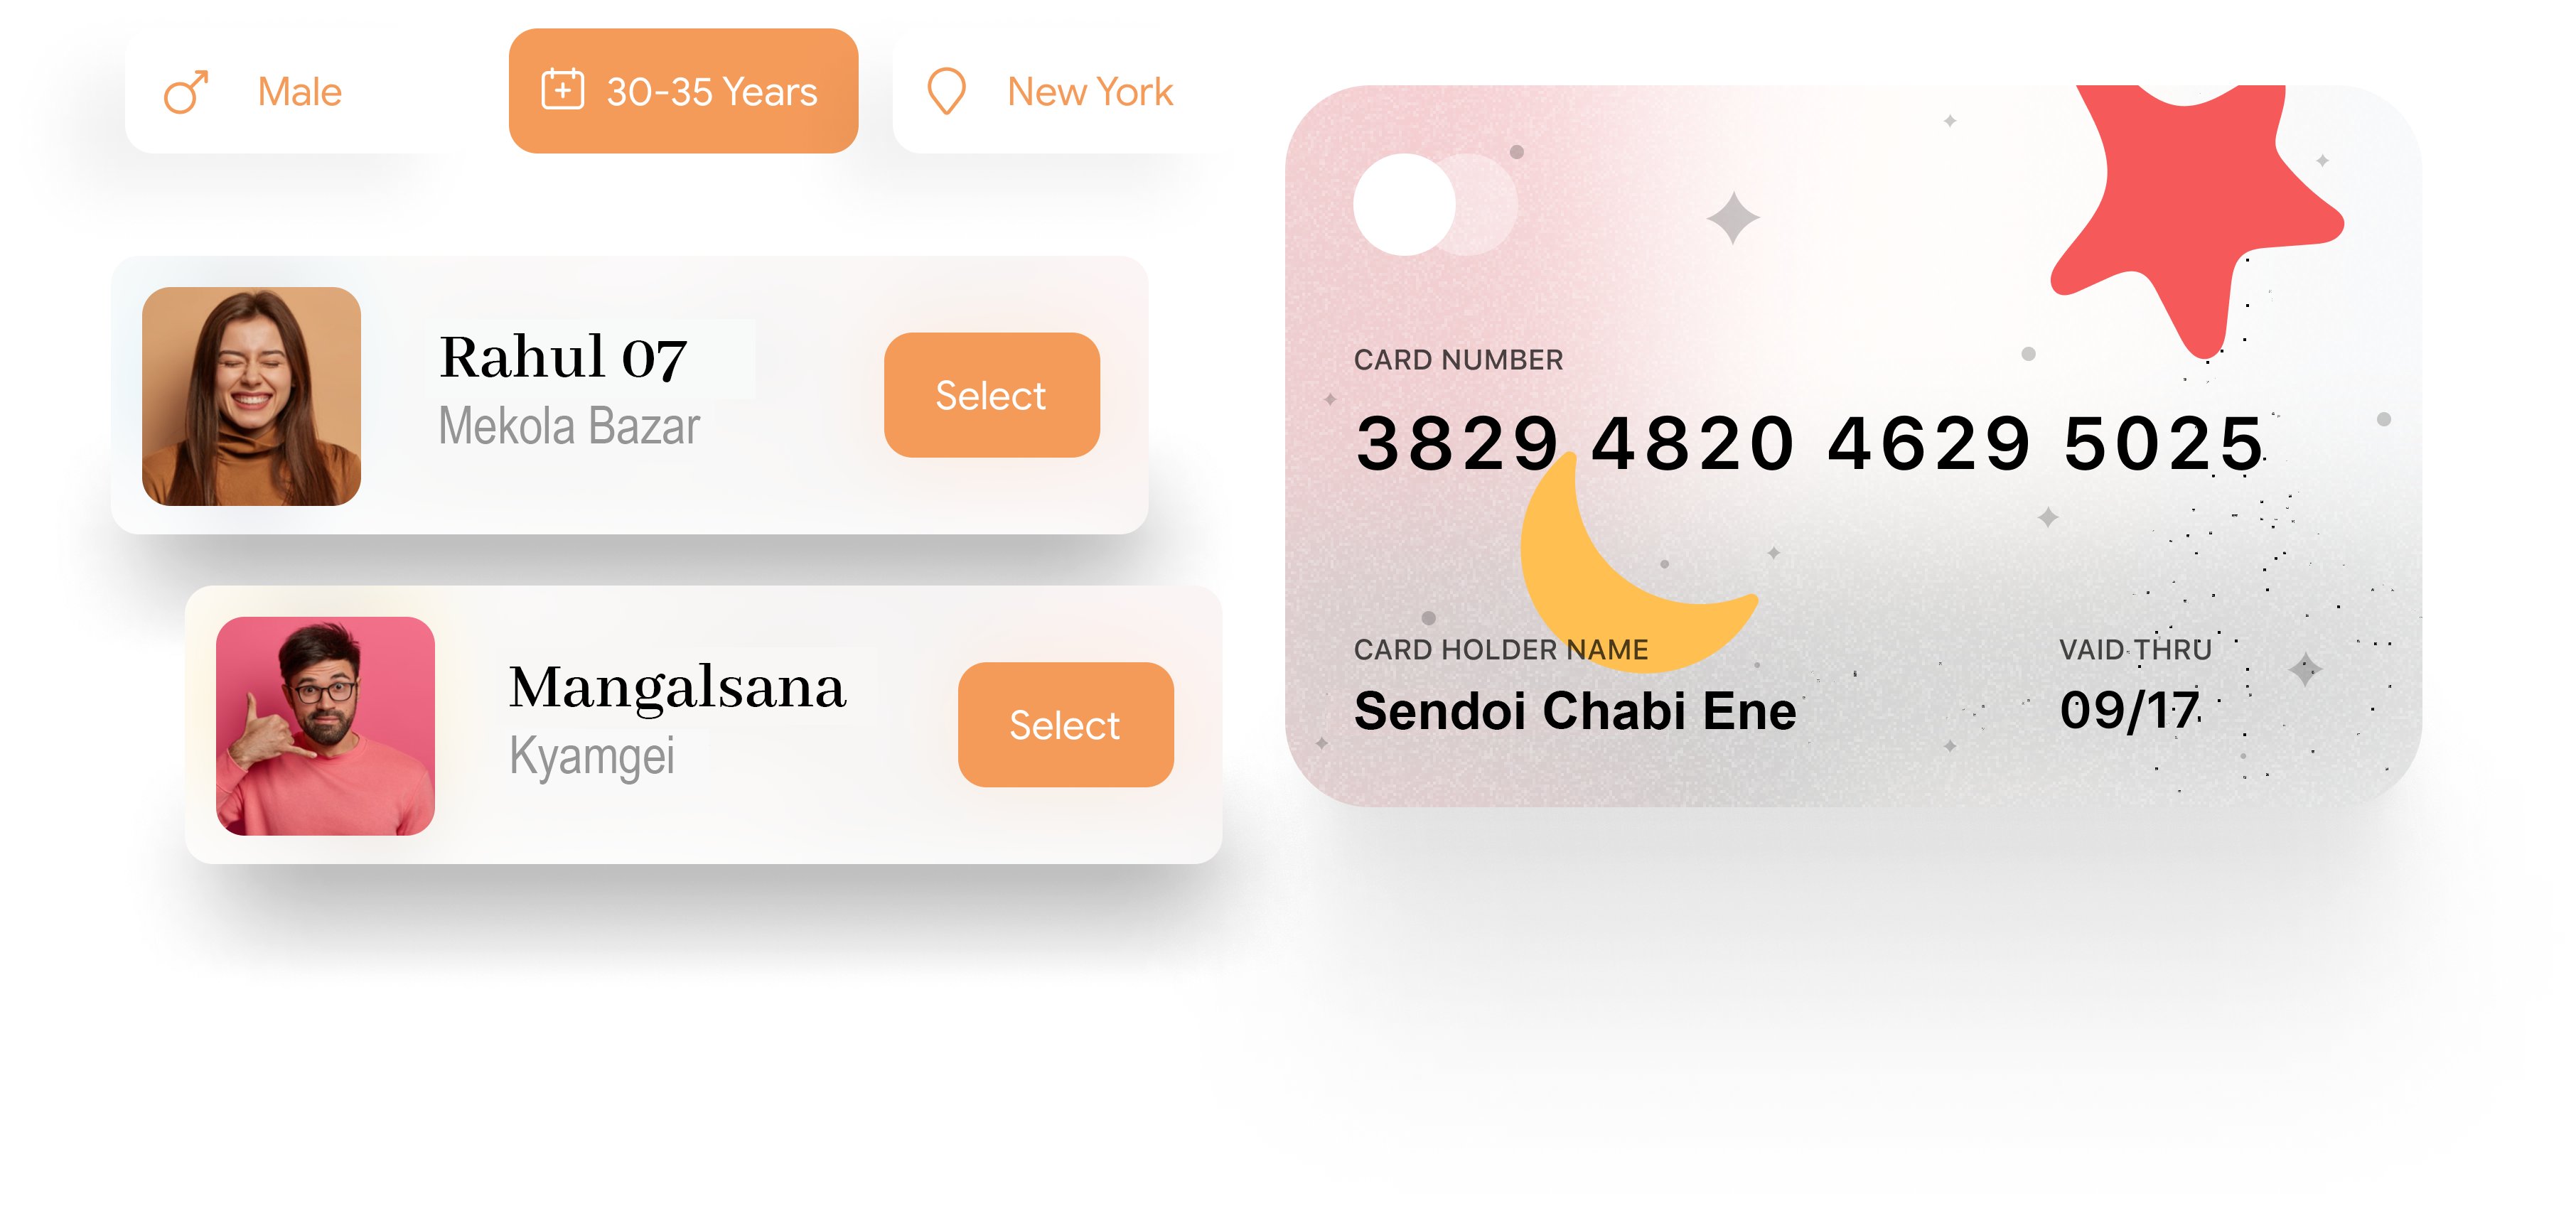 Male
30-35 Years
New York
Rahul 07
Mekola Bazar
Select
Mangalsana
Kyamgei
Select
CARD NUMBER
3829 4820 4629 5025
CARD HOLDER NAME
VAID THRU
Sendoi Chabi Ene
09/17